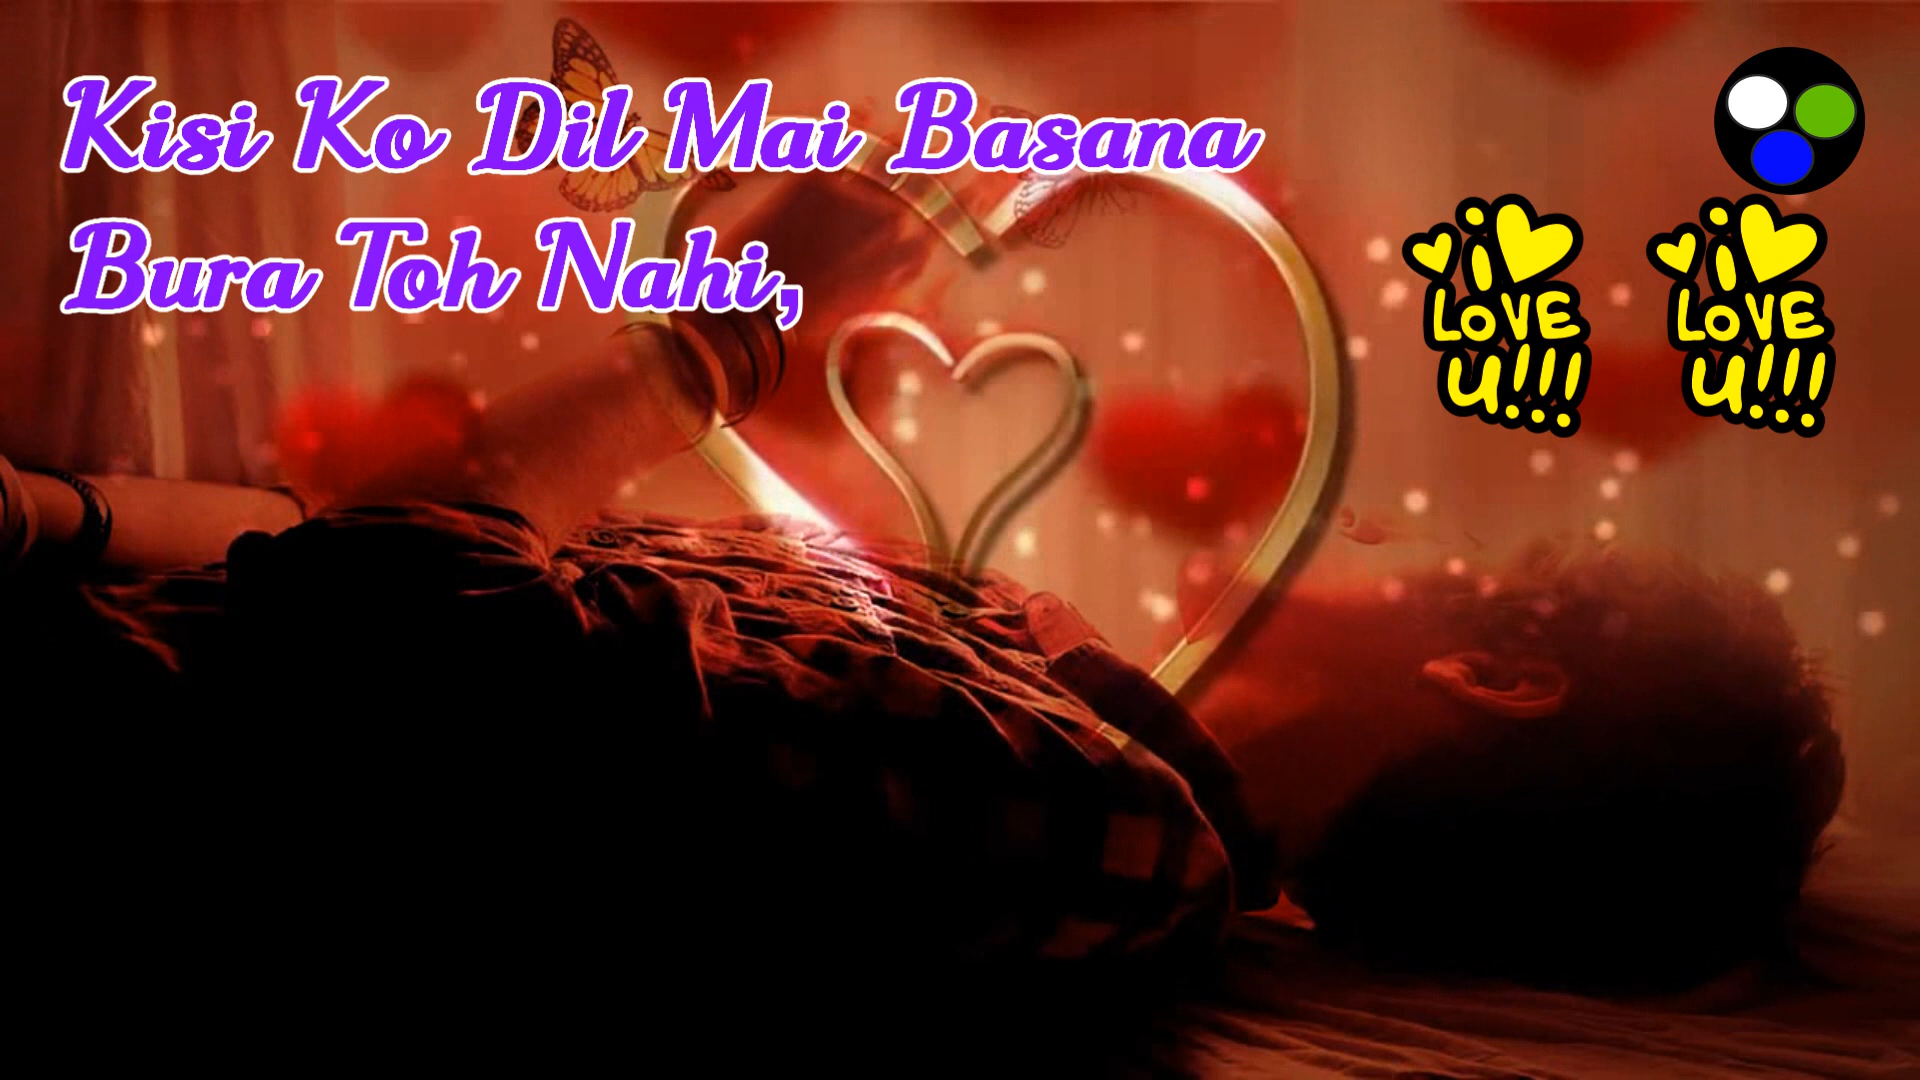 Kisi Ko Dil Mai Basana
Bura Toh Nahi,
i
LOVE
U!!!
i
LOVE
U!!!